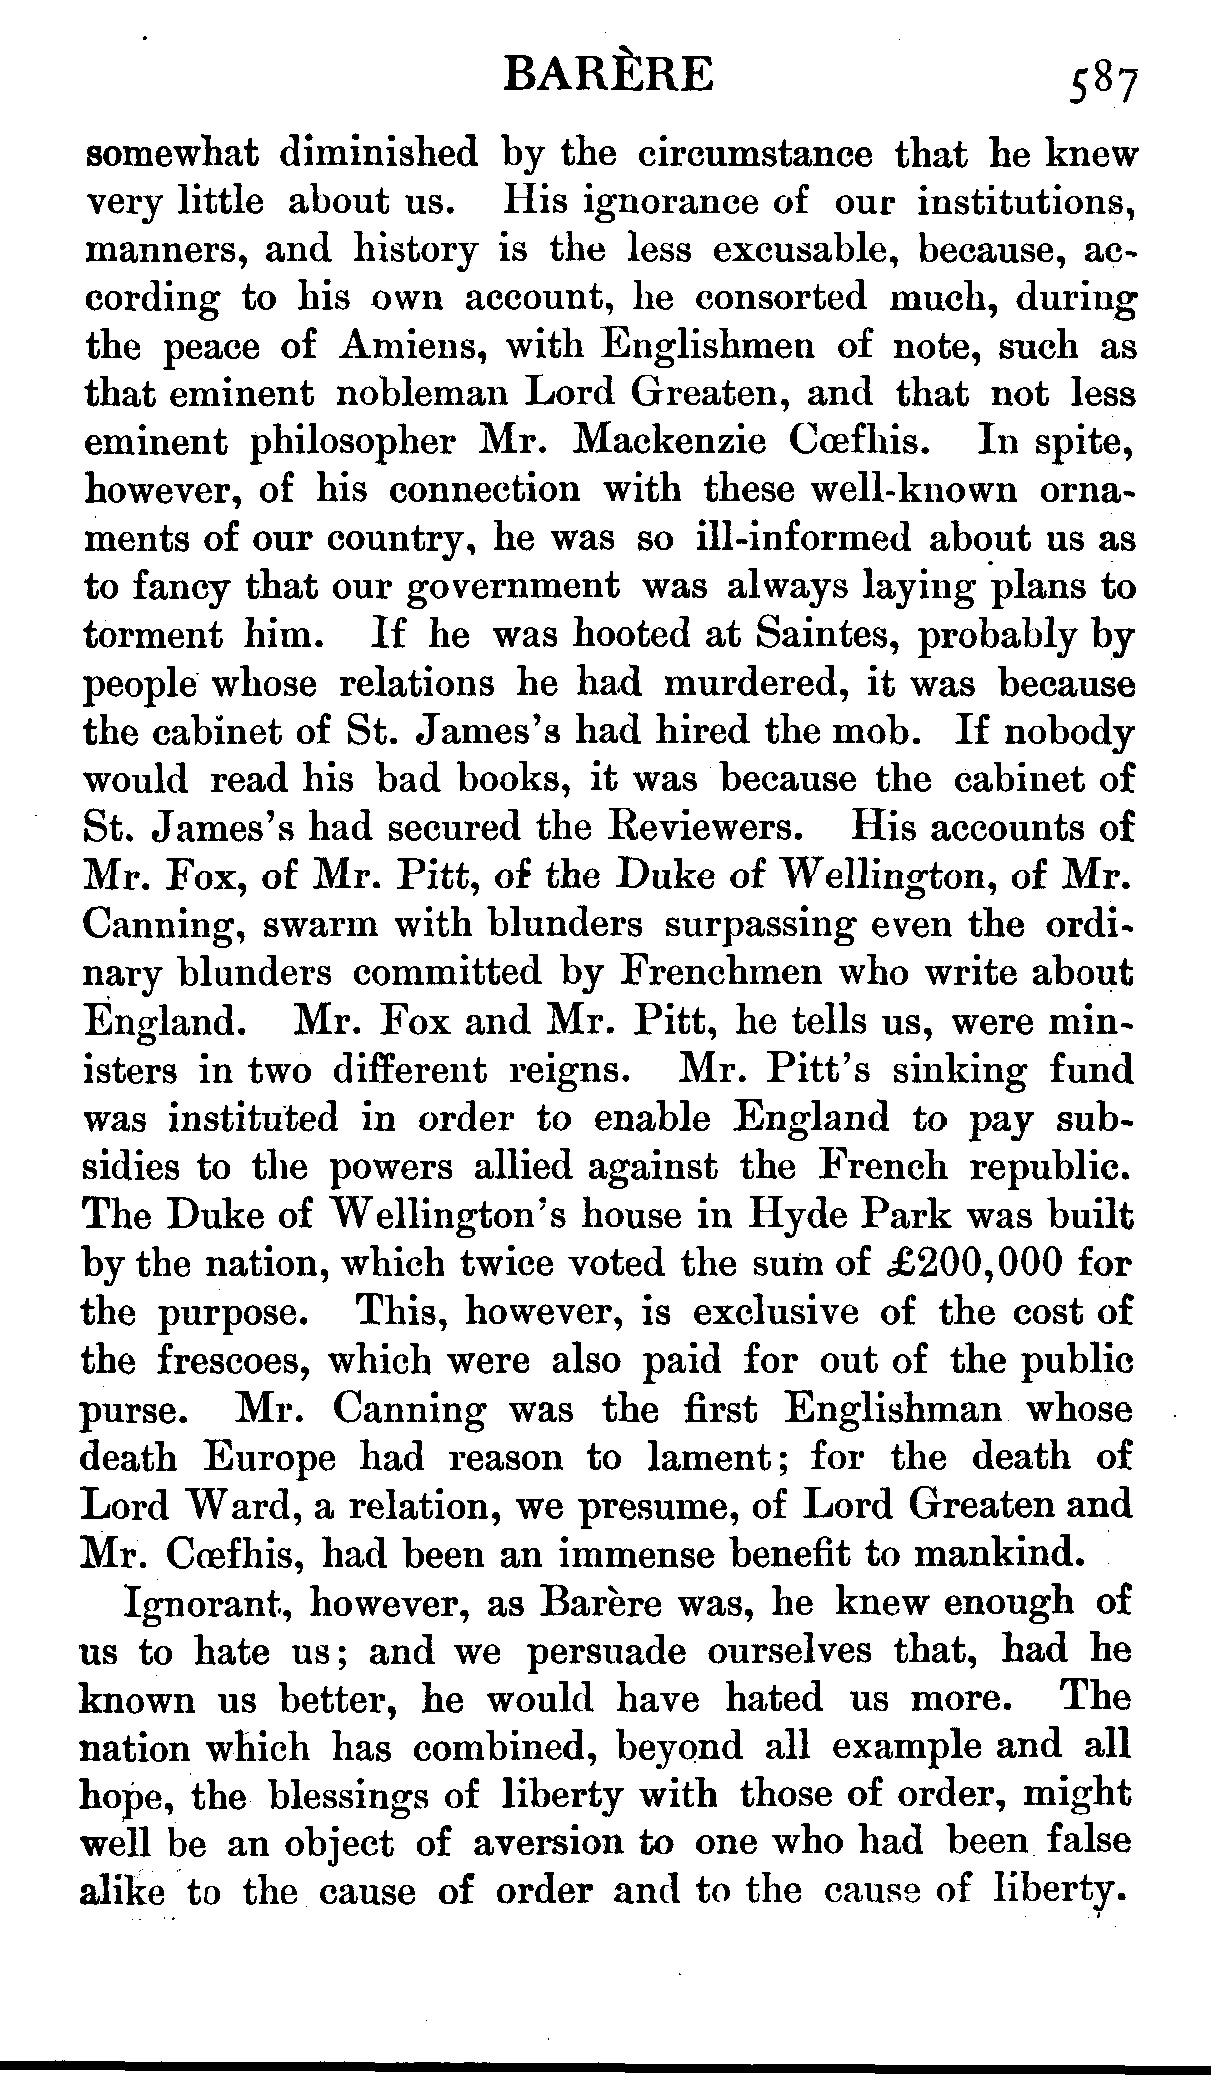 BARÈRE 587
somewhat diminished by the circumstance that he knew
very little about us. His ignorance of our institutions,
manners, and history is the less excusable, because, ac-
cording to his own account, he consorted much, during
the peace of Amiens, with Englishmen of note, such as
that eminent nobleman Lord Greaten, and that not less
eminent philosopher Mr. Mackenzie Cœfhis. In spite,
however, of his connection with these well-known orna-
ments of our country, he was so ill-informed about us as
to fancy that our government was always laying plans to
torment him. If he was hooted at Saintes, probably by
people whose relations he had murdered, it was because
the cabinet of St. James's had hired the mob. If nobody
would read his bad books, it was because the cabinet of
St. James's had secured the Reviewers. His accounts of
Mr. Fox, of Mr. Pitt, of the Duke of Wellington, of Mr.
Canning, swarm with blunders surpassing even the ordi-
nary blunders committed by Frenchmen who write about
England. Mr. Fox and Mr. Pitt, he tells us, were min-
isters in two different reigns. Mr. Pitt's sinking fund
was instituted in order to enable England to pay sub-
sidies to the powers allied against the French republic.
The Duke of Wellington's house in Hyde Park was built
by the nation, which twice voted the sum of £200,000 for
the purpose. This, however, is exclusive of the cost of
the frescoes, which were also paid for out of the public
purse. Mr. Canning was the first Englishman whose
death Europe had reason to lament; for the death of
Lord Ward, a relation, we presume, of Lord Greaten and
Mr. Cœfhis, had been an immense benefit to mankind.
Ignorant, however, as Barère was, he knew enough of
us to hate us; and we persuade ourselves that, had he
known us better, he would have hated us more. The
nation which has combined, beyond all example and all
hope, the blessings of liberty with those of order, might
well be an object of aversion to one who had been false
alike to the cause of order and to the cause of liberty.